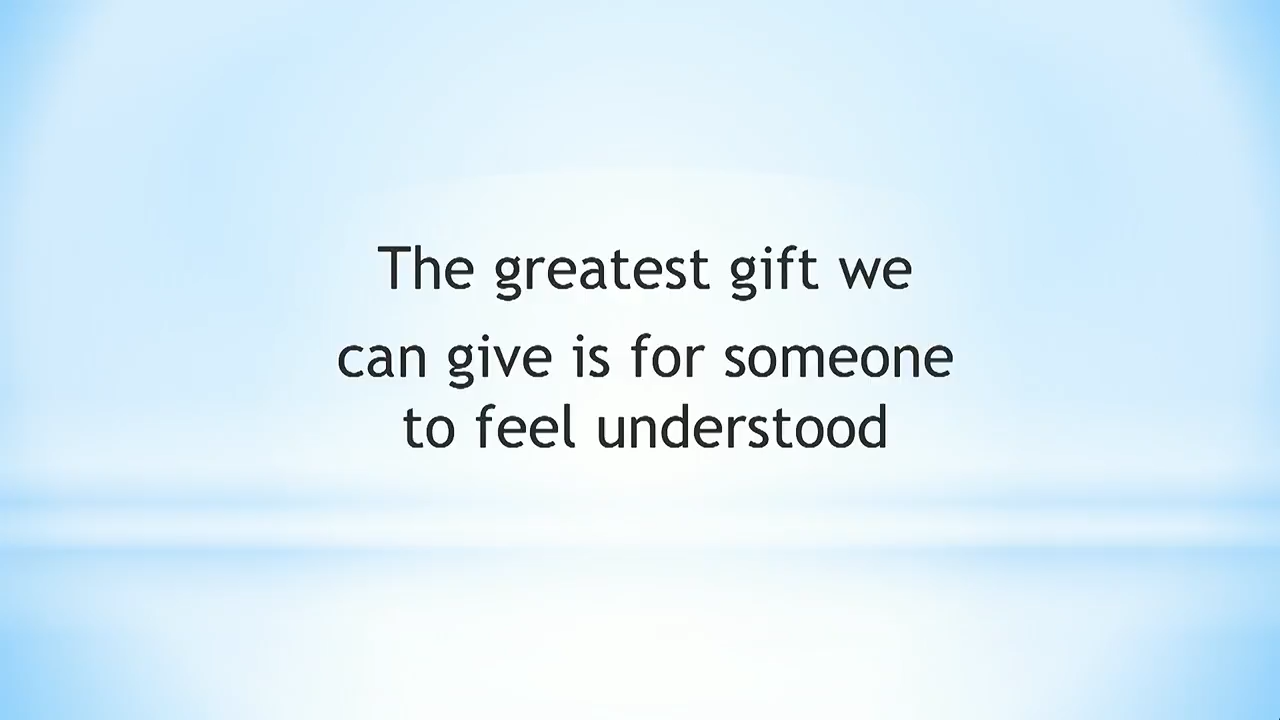 The greatest gift we
can give is for someone
to feel understood